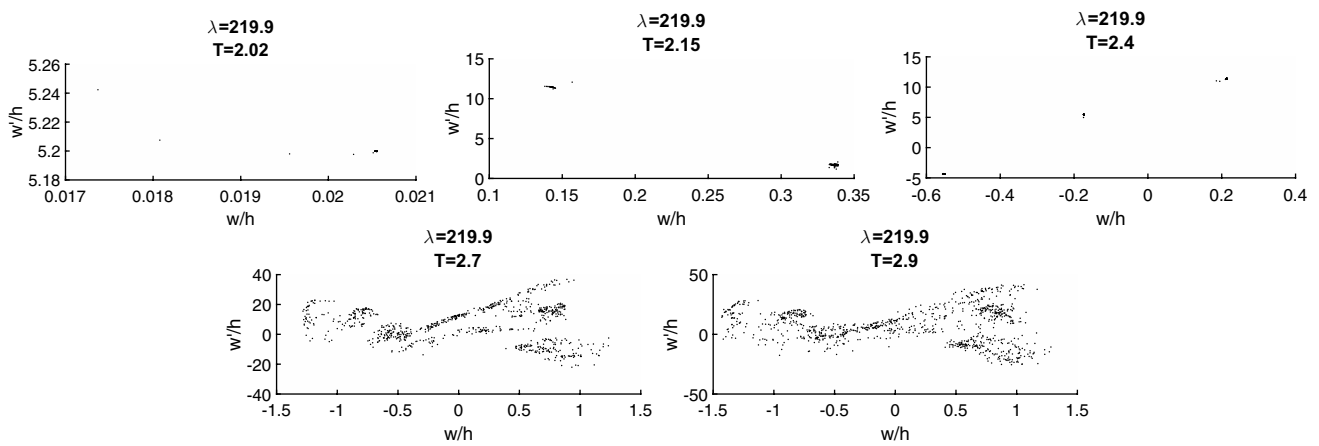 λ=219.9
T=2.02
5.26
5.24
5.22
5.2
5.18
w'/h
0.017 0.018 0.019 0.02 0.021
w/h
λ=219.9
T=2.15
15
10
5
0
w'/h
0.1 0.15 0.2 0.25 0.3 0.35
w/h
λ=219.9
T=2.4
15
10
5
0
-5
w'/h
-0.6 -0.4 -0.2 0 0.2 0.4
w/h
λ=219.9
T=2.7
40
20
0
-20
-40
w'/h
-1.5 -1 -0.5 0 0.5 1 1.5
w/h
λ=219.9
T=2.9
50
0
-50
w'/h
-1.5 -1 -0.5 0 0.5 1 1.5
w/h